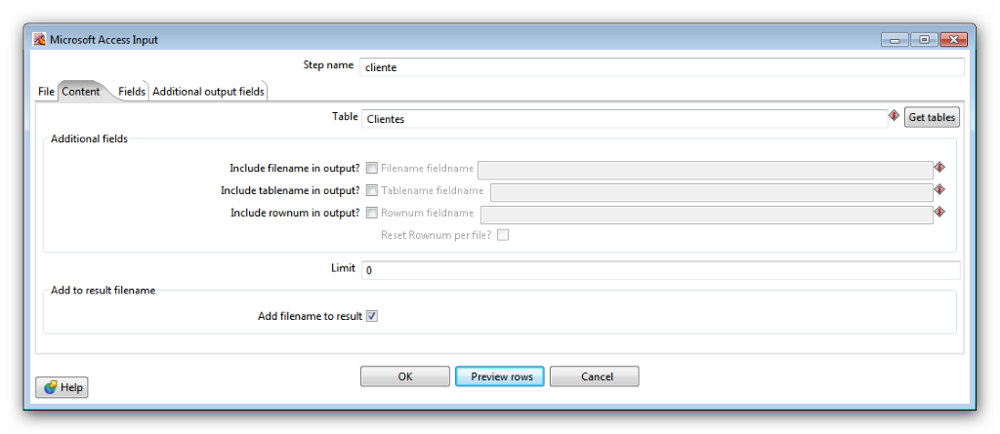 Microsoft Access Input
Step name cliente
File Content Fields Additional output fields
Table Clientes Get tables
Additional fields
Include filename in output? Filename fieldname
Include tablename in output? Tablename fieldname
Include rownum in output? Rownum fieldname
Reset Rownum per file?
Limit 0
Add to result filename
Add filename to result
OK Preview rows Cancel
Help